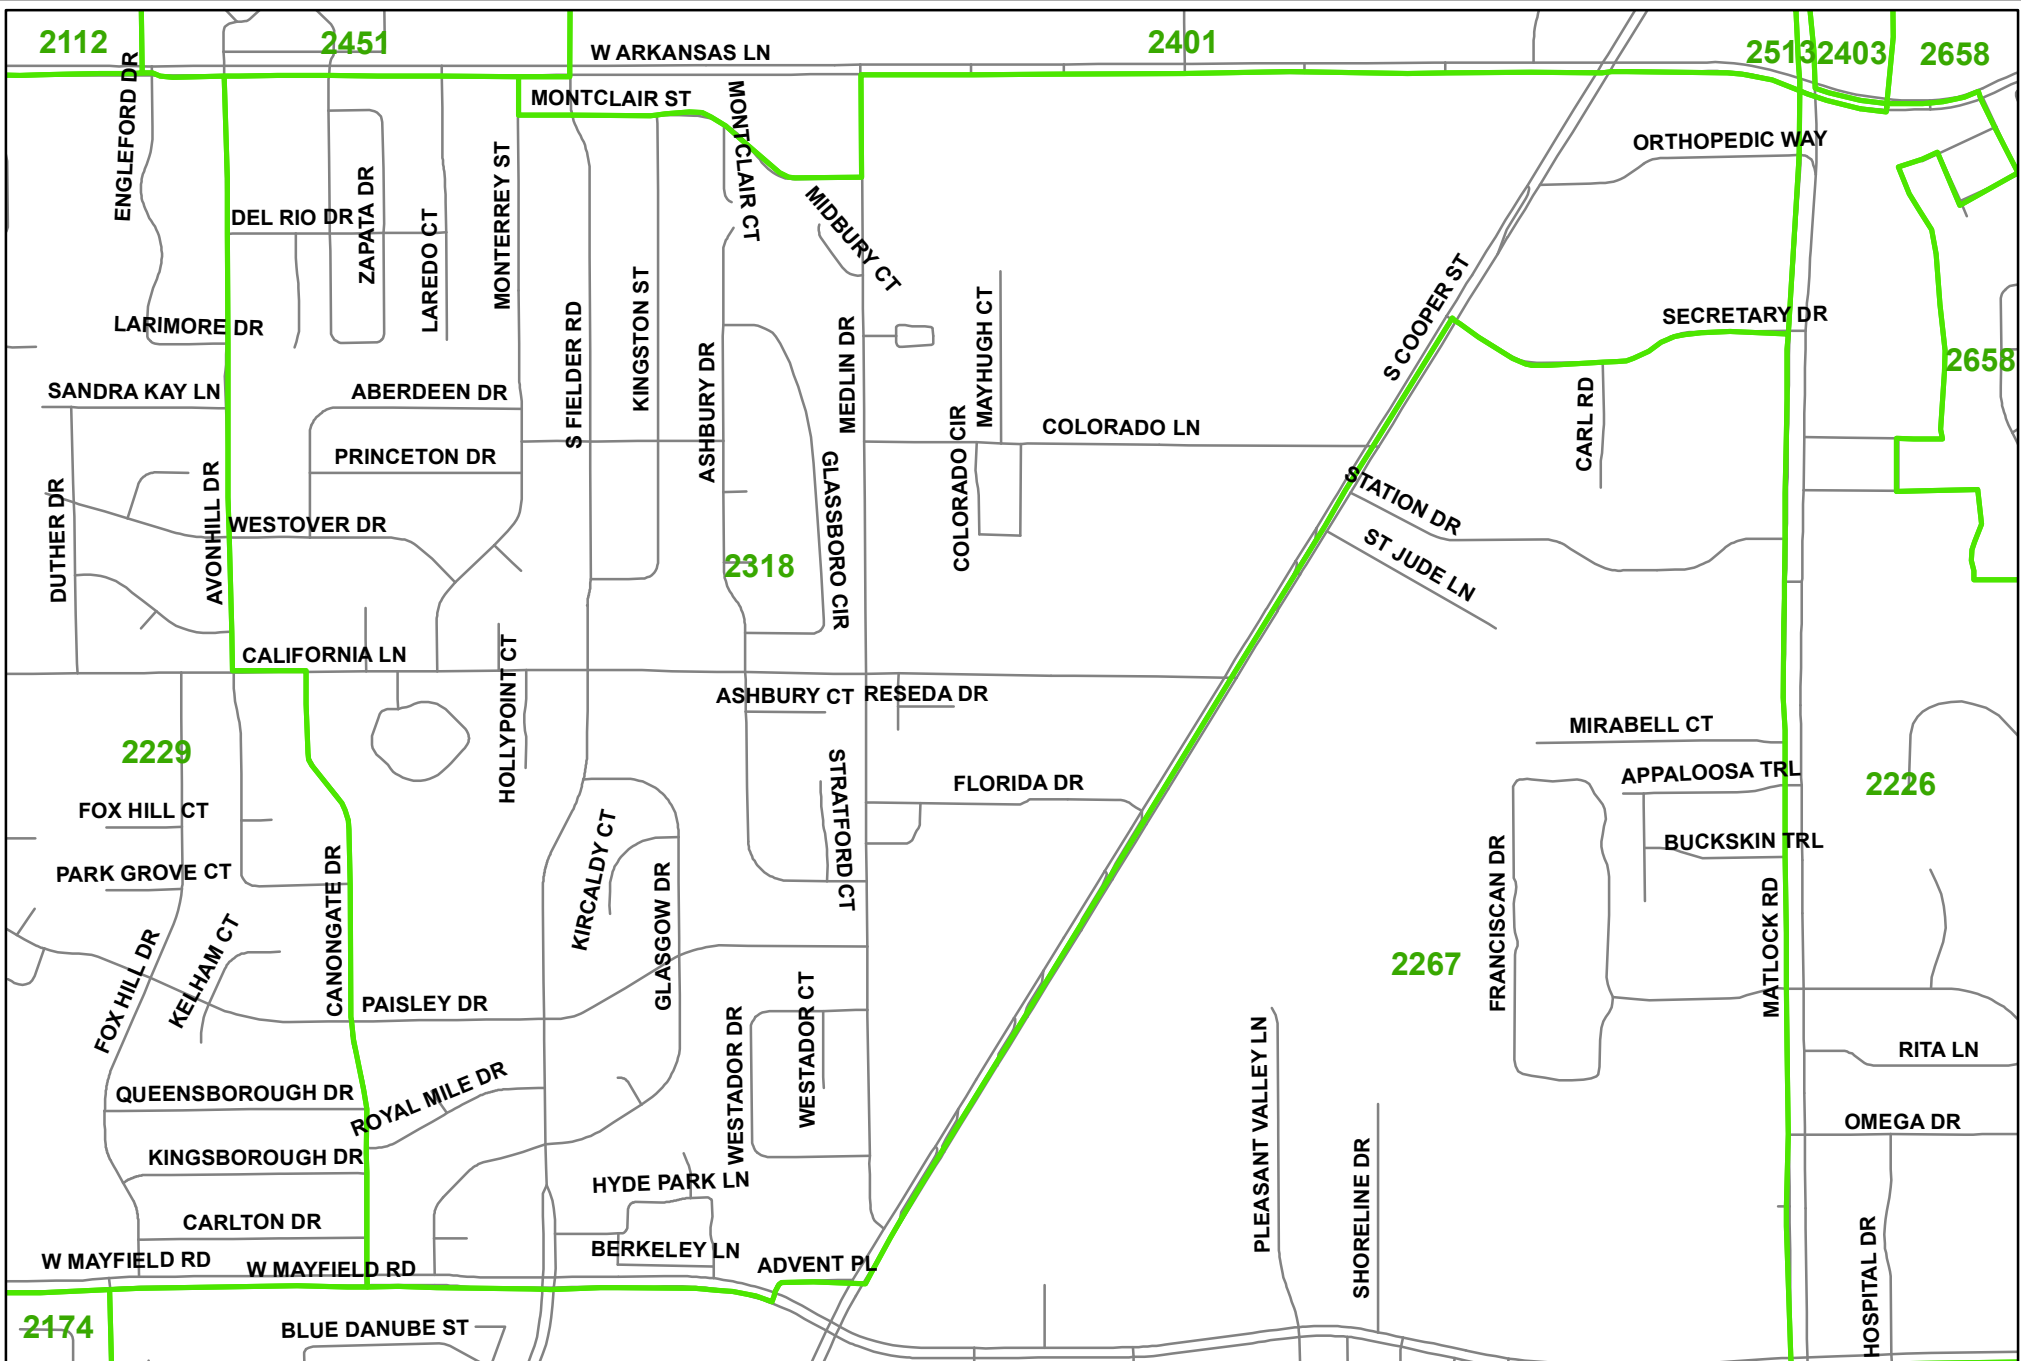 2112
2451
2401
2513
2403
2658
W ARKANSAS LN
ENGLEFORD DR
MONTCLAIR ST
MONTCLAIR CT
ORTHOPEDIC WAY
MONTERREY ST
ZAPATA DR
DEL RIO DR
LAREDO CT
MIDBURY CT
LARIMORE DR
S FIELDER RD
KINGSTON ST
ASHBURY DR
MEDLIN DR
MAYHUGH CT
S COOPER ST
SECRETARY DR
2658
SANDRA KAY LN
ABERDEEN DR
COLORADO CIR
COLORADO LN
CARL RD
PRINCETON DR
GLASSBORO CIR
STATION DR
DUTHER DR
AVONHILL DR
WESTOVER DR
2318
ST JUDE LN
CALIFORNIA LN
HOLLYPOINT CT
ASHBURY CT
RESEDA DR
2229
MIRABELL CT
APPALOOSA TRL
2226
STRATFORD CT
FLORIDA DR
FOX HILL CT
KIRCALDY CT
BUCKSKIN TRL
PARK GROVE CT
CANONGATE DR
GLASGOW DR
FRANCISCAN DR
MATLOCK RD
FOX HILL DR
KELHAM CT
2267
PAISLEY DR
WESTADOR DR
WESTADOR CT
PLEASANT VALLEY LN
RITA LN
QUEENSBOROUGH DR
ROYAL MILE DR
OMEGA DR
KINGSBOROUGH DR
HYDE PARK LN
SHORELINE DR
CARLTON DR
HOSPITAL DR
W MAYFIELD RD
W MAYFIELD RD
BERKELEY LN
ADVENT PL
2174
BLUE DANUBE ST